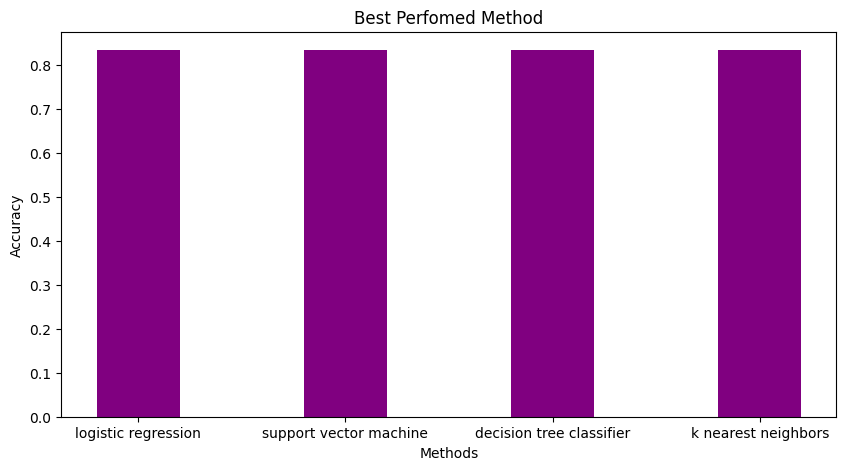 Best Perfomed Method
Accuracy
0.8
0.7
0.6
0.5
0.4
0.3
0.2
0.1
0.0
logistic regression
support vector machine
decision tree classifier
k nearest neighbors
Methods